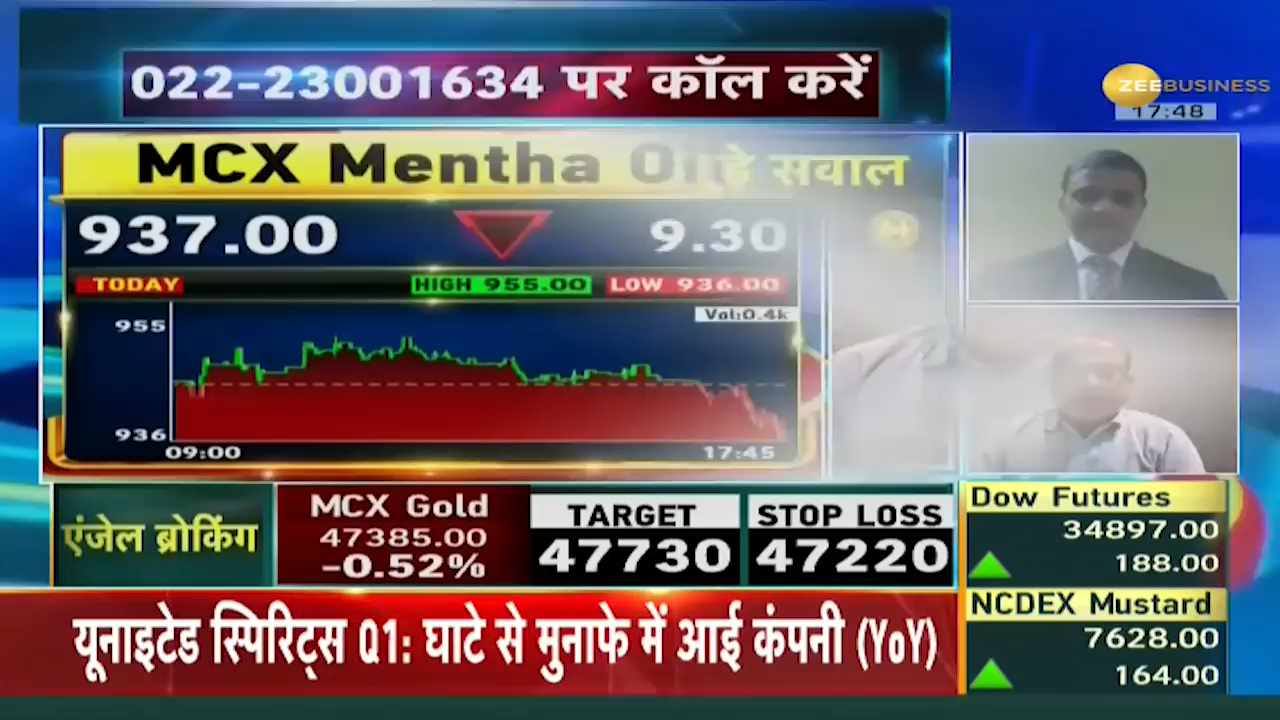 022-23001634 पर कॉल करें
ZEEBUSINESS
17:48
MCX Mentha Oil
सवाल
937.00 9.30
TODAY HIGH 955.00 LOW 936.00
Vol:0.4k
955
936
09:00 17:45
एंजेल ब्रोकिंग
MCX Gold
47385.00
-0.52%
TARGET
47730
STOP LOSS
47220
Dow Futures
34897.00
188.00
NCDEX Mustard
7628.00
164.00
यूनाइटेड स्पिरिट्स Q1: घाटे से मुनाफे में आई कंपनी (YoY)